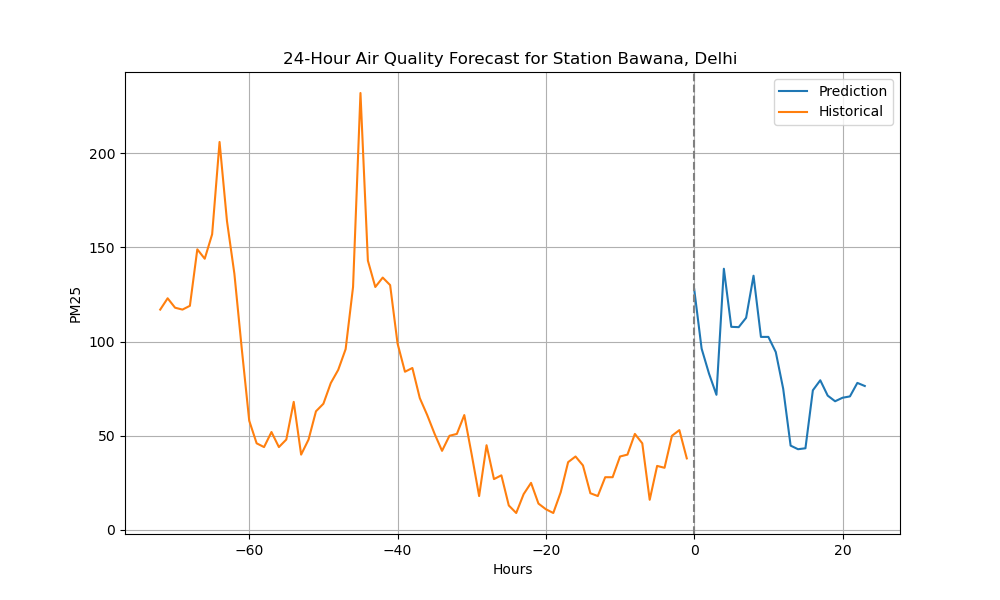 24-Hour Air Quality Forecast for Station Bawana, Delhi
Prediction
Historical
200
150
100
50
0
PM25
−60
−40
−20
0
20
Hours